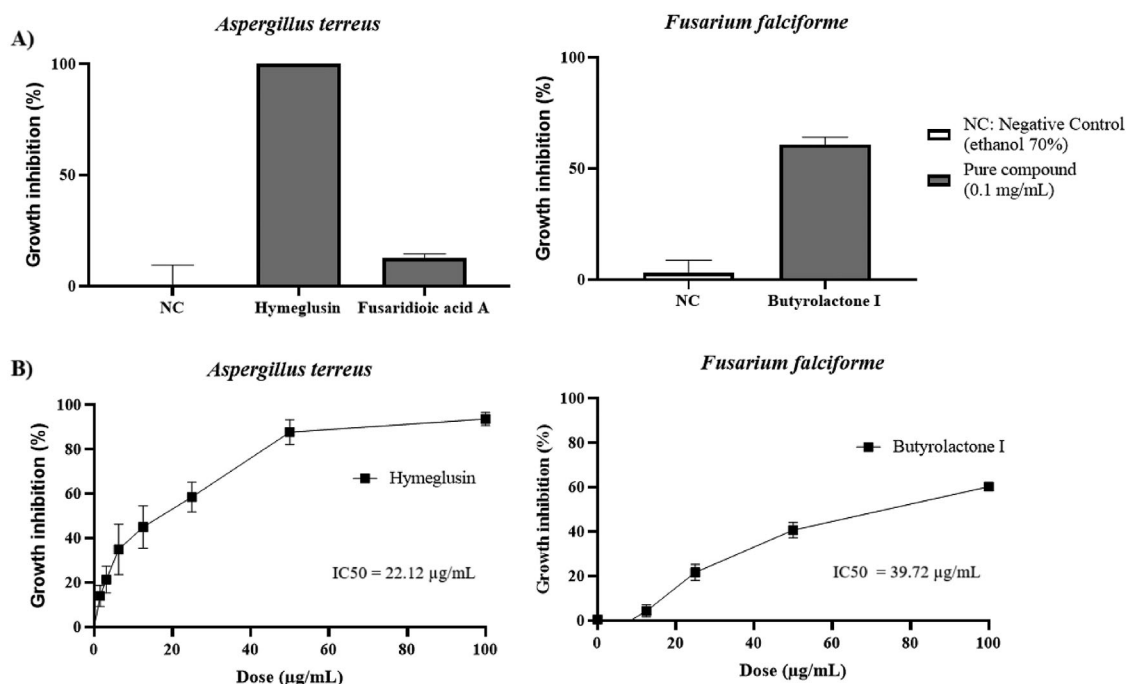 A)
Aspergillus terreus
Growth inhibition (%)
100
50
0
NC
Hymeglusin
Fusaridioic acid A
Fusarium falciforme
Growth inhibition (%)
100
50
0
NC
Butyrolactone I
NC: Negative Control
(ethanol 70%)
Pure compound
(0.1 mg/mL)
B)
Aspergillus terreus
Growth inhibition (%)
100
80
60
40
20
0
Hymeglusin
IC50 = 22.12 µg/mL
0
20
40
60
80
100
Dose (µg/mL)
Fusarium falciforme
Growth inhibition (%)
100
80
60
40
20
0
Butyrolactone I
IC50 = 39.72 µg/mL
0
20
40
60
80
100
Dose (µg/mL)